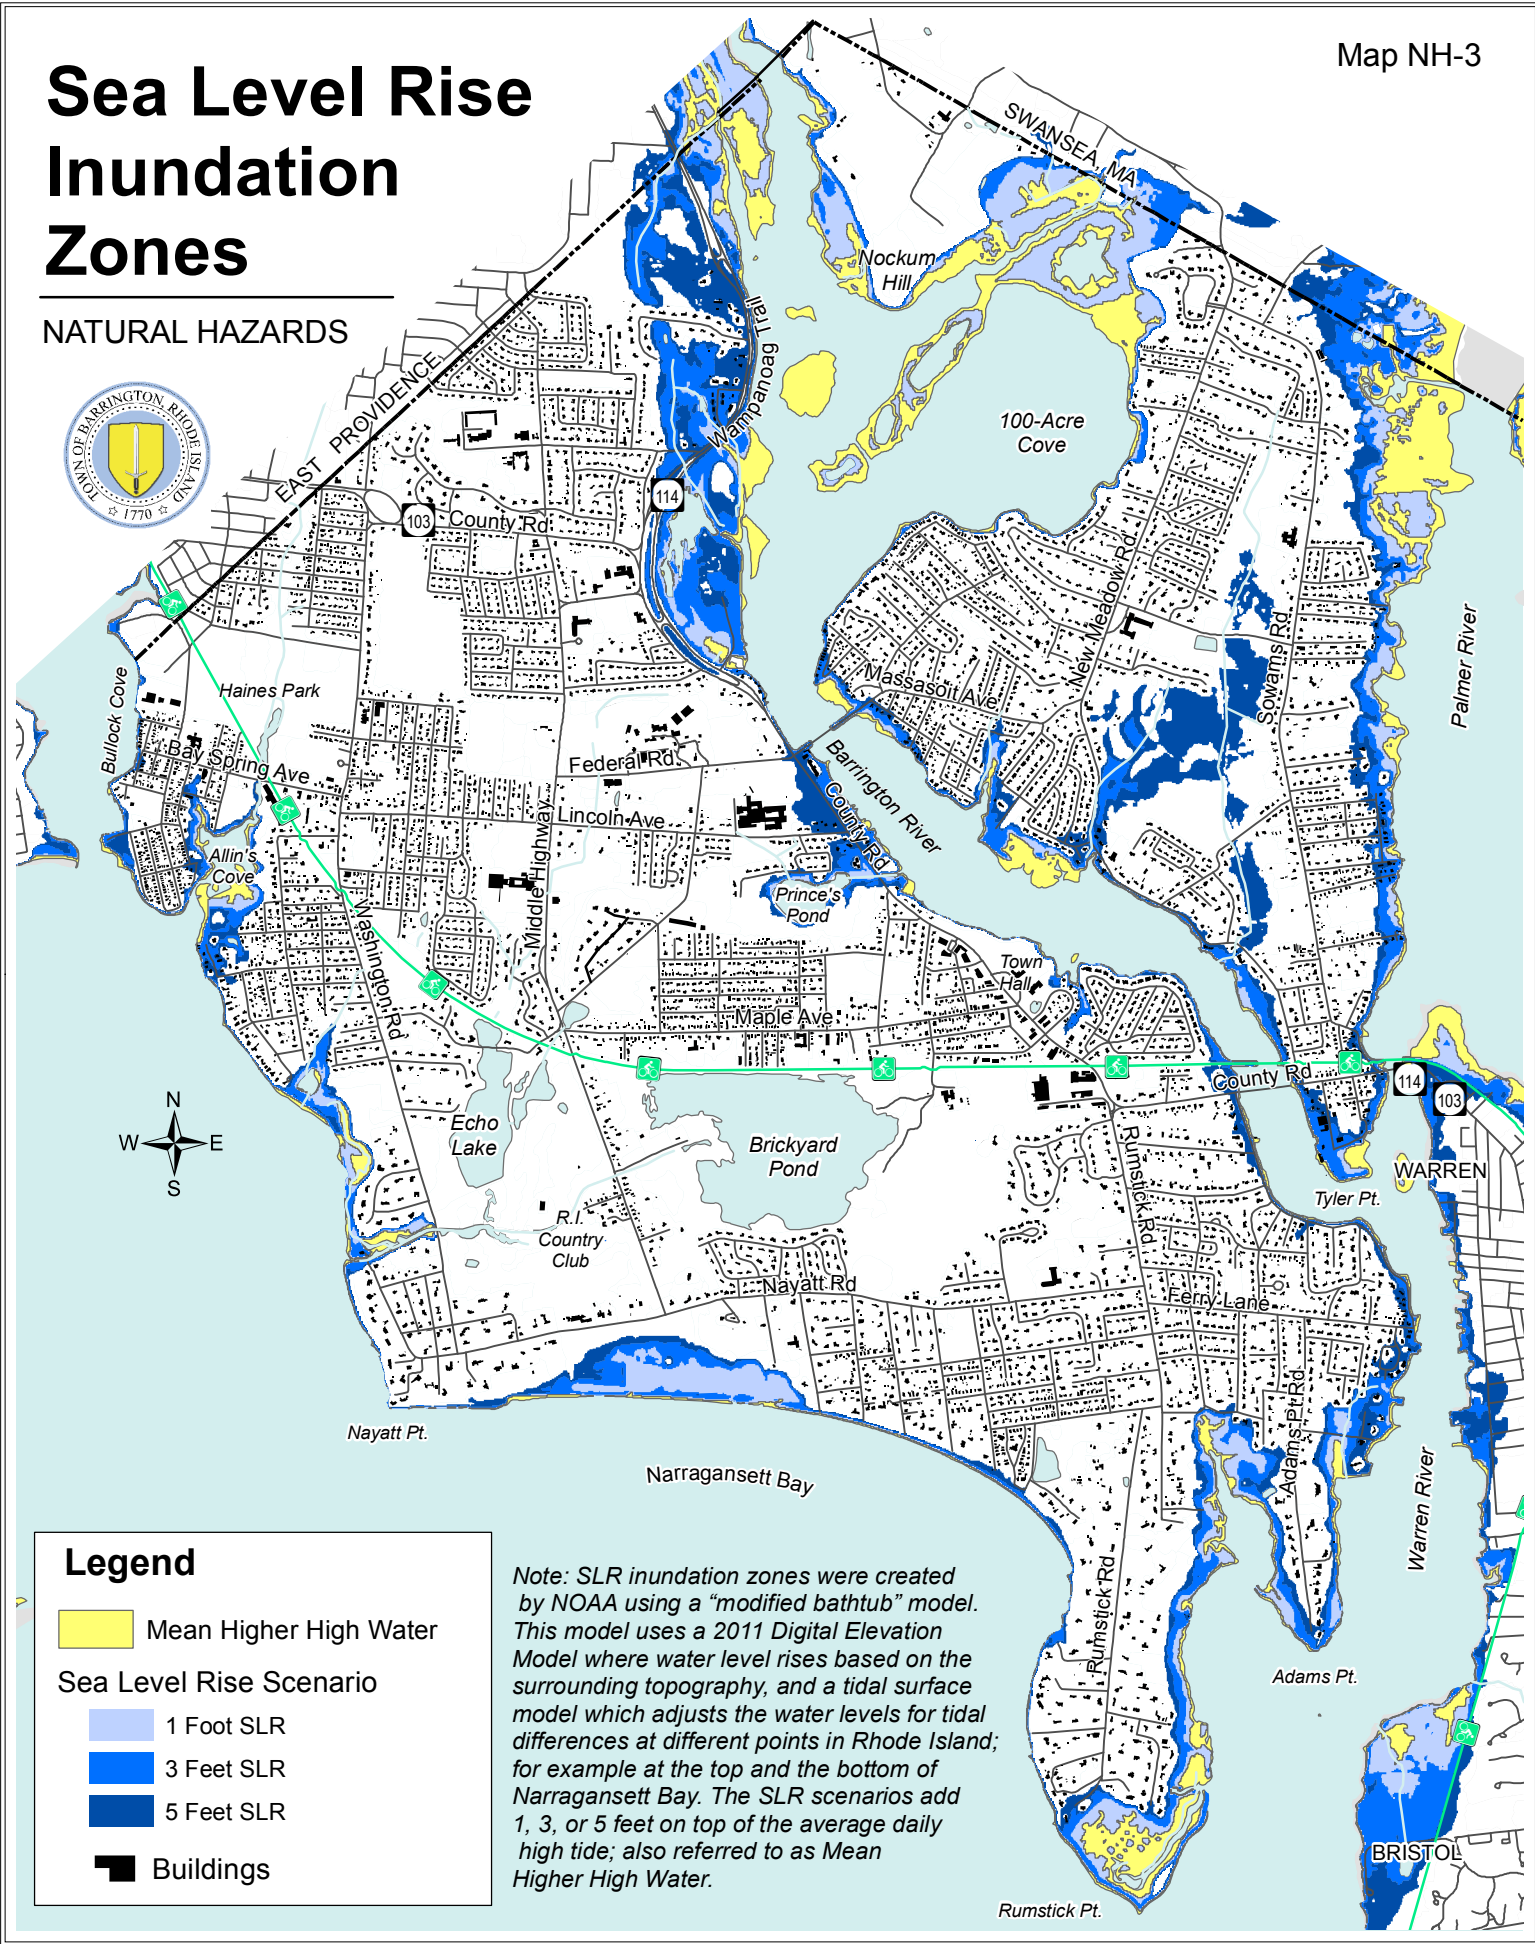 Sea Level Rise
Inundation
Zones
NATURAL HAZARDS
Map NH-3
TOWN OF BARRINGTON, RHODE ISLAND
☆ 1770 ☆
SWANSEA, MA
Nockum
Hill
EAST PROVIDENCE
Wampanoag Trail
100-Acre
Cove
114
103
County Rd
New Meadow Rd
Sowams Rd
Palmer River
Bullock Cove
Haines Park
Massasoit Ave
Bay Spring Ave
Federal Rd
Barrington River
County Rd
Lincoln Ave
Allin's
Cove
Middle Highway
Prince's
Pond
Washington Rd
Town
Hall
Maple Ave
County Rd
114
103
N
W
E
S
Echo
Lake
Brickyard
Pond
Rumstick Rd
WARREN
Tyler Pt.
R.I.
Country
Club
Nayatt Rd
Ferry Lane
Adams Pt Rd
Nayatt Pt.
Narragansett Bay
Warren River
Rumstick Rd
Adams Pt.
BRISTOL
Rumstick Pt.
Legend
Mean Higher High Water
Sea Level Rise Scenario
1 Foot SLR
3 Feet SLR
5 Feet SLR
Buildings
Note: SLR inundation zones were created
by NOAA using a “modified bathtub” model.
This model uses a 2011 Digital Elevation
Model where water level rises based on the
surrounding topography, and a tidal surface
model which adjusts the water levels for tidal
differences at different points in Rhode Island;
for example at the top and the bottom of
Narragansett Bay. The SLR scenarios add
1, 3, or 5 feet on top of the average daily
high tide; also referred to as Mean
Higher High Water.